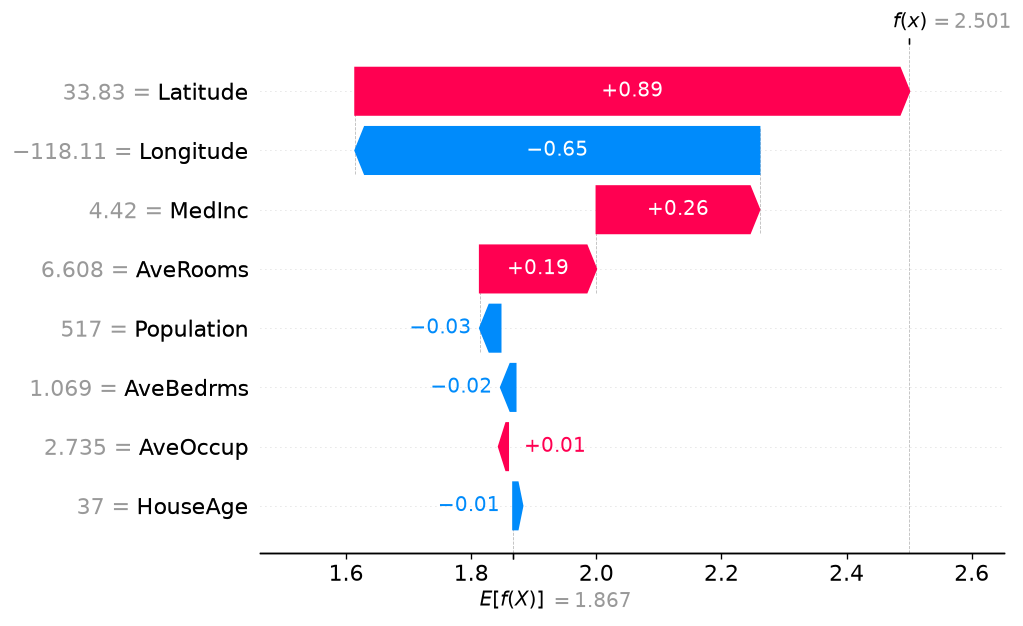 f(x) = 2.501
33.83 = Latitude
+0.89
−118.11 = Longitude
−0.65
4.42 = MedInc
+0.26
6.608 = AveRooms
+0.19
517 = Population
−0.03
1.069 = AveBedrms
−0.02
2.735 = AveOccup
+0.01
37 = HouseAge
−0.01
1.6 1.8 2.0 2.2 2.4 2.6
E[f(X)] = 1.867